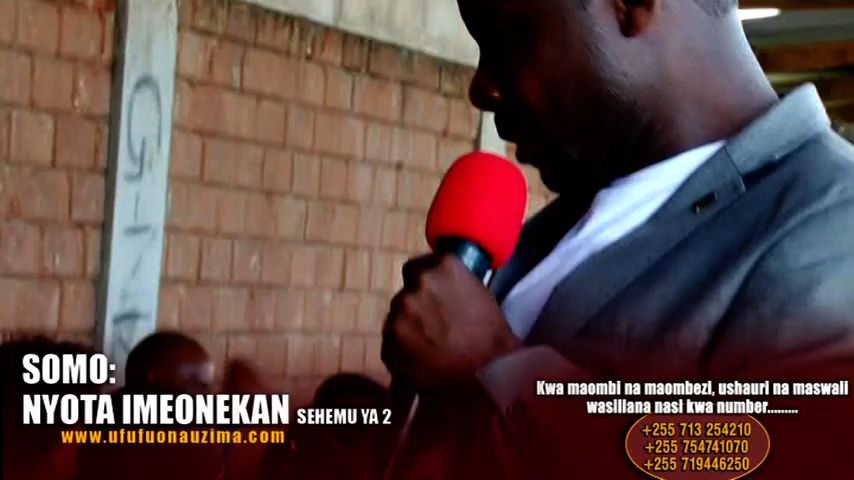 SOMO:
NYOTA IMEONEKAN SEHEMU YA 2
www.ufufuonauzima.com
Kwa maombi na maombezi, ushauri na maswali
wasiliana nasi kwa number.........
+255 713 254210
+255 754741070
+255 719446250